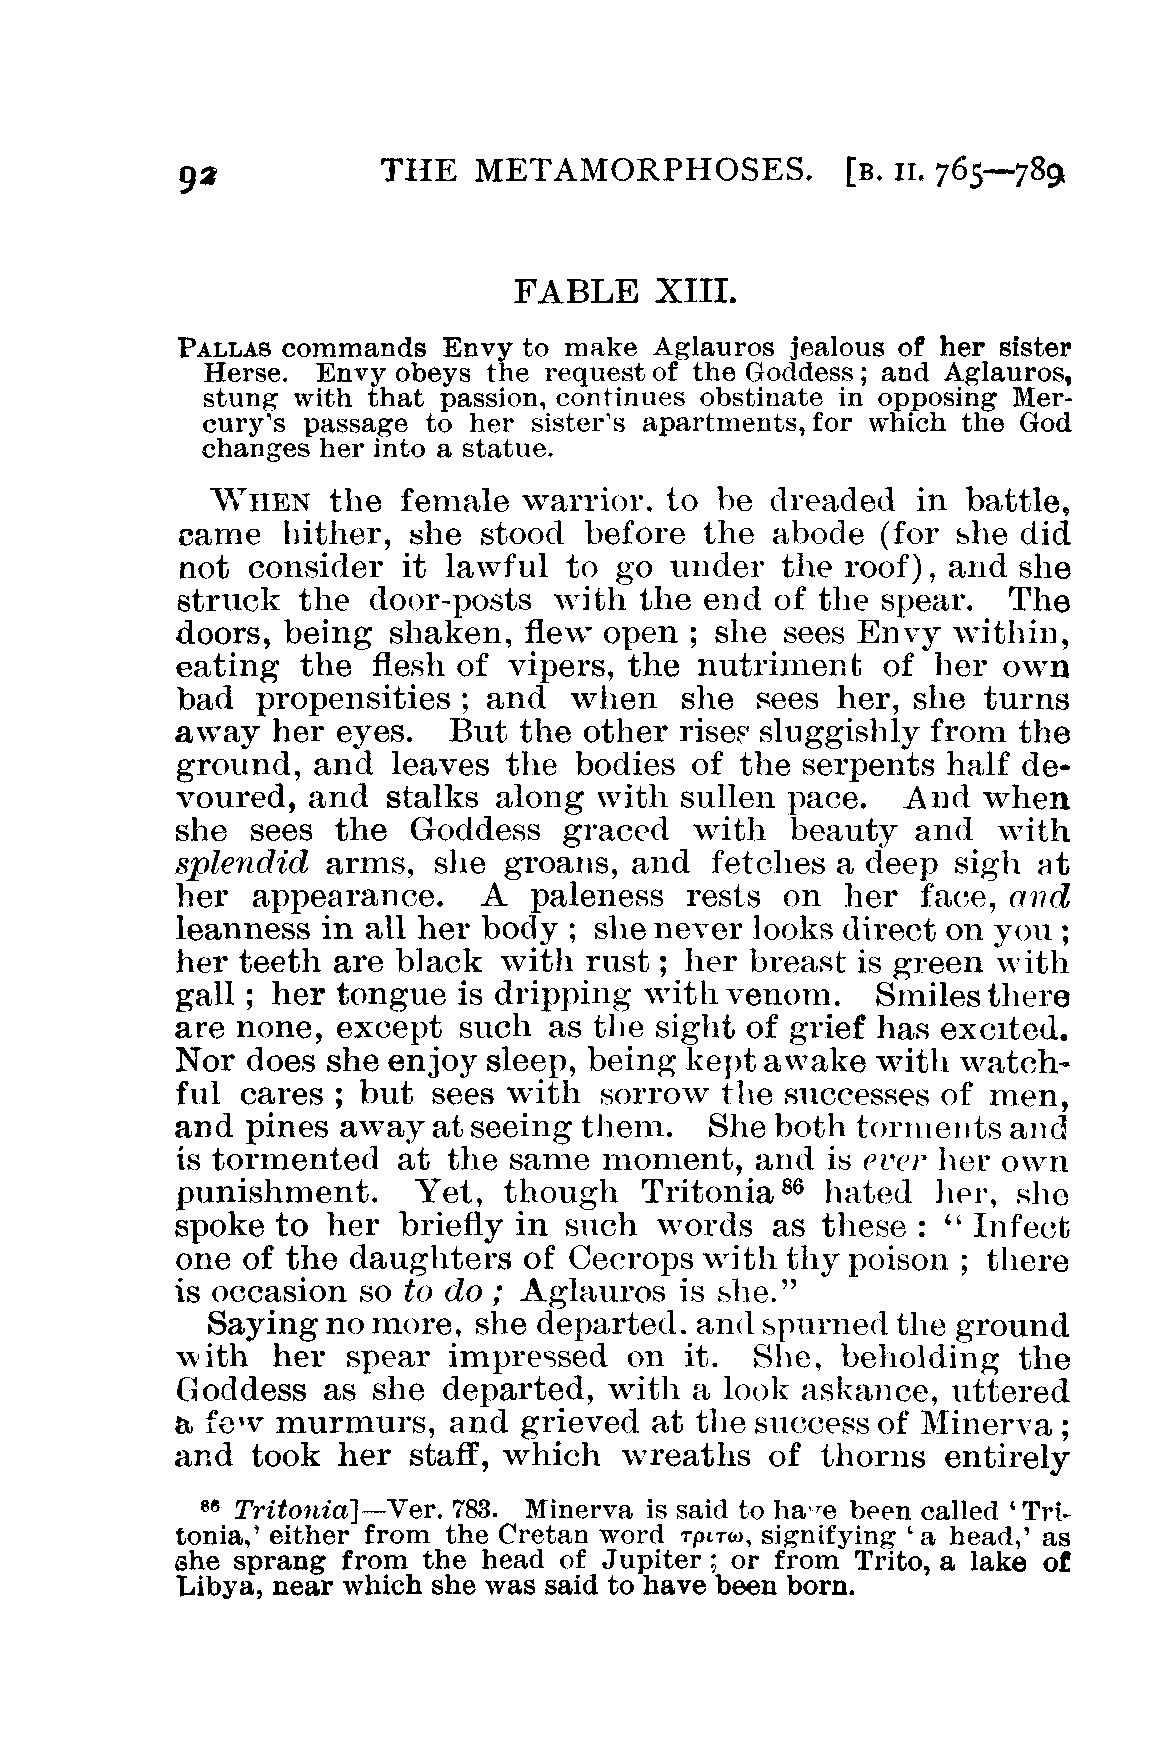 92 THE METAMORPHOSES. [B. II. 765—789
FABLE XIII.
PALLAS commands Envy to make Aglauros jealous of her sister
Herse. Envy obeys the request of the Goddess; and Aglauros,
stung with that passion, continues obstinate in opposing Mer-
cury's passage to her sister's apartments, for which the God
changes her into a statue.
WHEN the female warrior. to be dreaded in battle,
came hither, she stood before the abode (for she did
not consider it lawful to go under the roof), and she
struck the door-posts with the end of the spear. The
doors, being shaken, flew open ; she sees Envy within,
eating the flesh of vipers, the nutriment of her own
bad propensities ; and when she sees her, she turns
away her eyes. But the other rises sluggishly from the
ground, and leaves the bodies of the serpents half de-
voured, and stalks along with sullen pace. And when
she sees the Goddess graced with beauty and with
splendid arms, she groans, and fetches a deep sigh at
her appearance. A paleness rests on her face, and
leanness in all her body ; she never looks direct on you ;
her teeth are black with rust ; her breast is green with
gall ; her tongue is dripping with venom. Smiles there
are none, except such as the sight of grief has excited.
Nor does she enjoy sleep, being kept awake with watch-
ful cares ; but sees with sorrow the successes of men,
and pines away at seeing them. She both torments and
is tormented at the same moment, and is ever her own
punishment. Yet, though Tritonia 86 hated her, she
spoke to her briefly in such words as these : “ Infect
one of the daughters of Cecrops with thy poison ; there
is occasion so to do ; Aglauros is she.”
Saying no more, she departed. and spurned the ground
with her spear impressed on it. She, beholding the
Goddess as she departed, with a look askance, uttered
a few murmurs, and grieved at the success of Minerva ;
and took her staff, which wreaths of thorns entirely
86 Tritonia]—Ver. 783. Minerva is said to have been called ‘Tri-
tonia,’ either from the Cretan word τριτω, signifying ‘a head,’ as
she sprang from the head of Jupiter; or from Trito, a lake of
Libya, near which she was said to have been born.